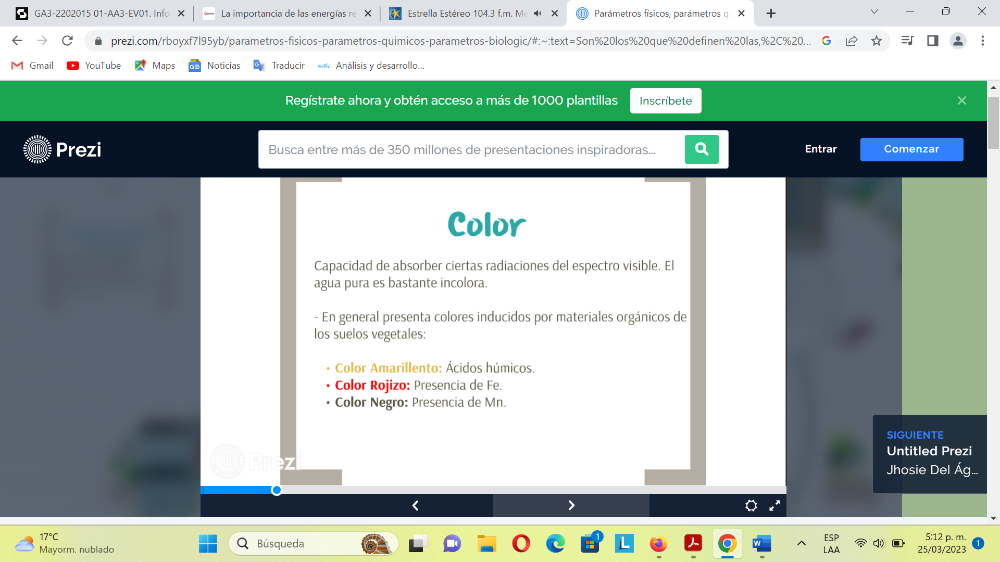 GA3-2202015 01-AA3-EV01. Info
La importancia de las energías re
Estrella Estéreo 104.3 f.m. Me
Parámetros físicos, parámetros q
prezi.com/rboyxf7l95yb/parametros-fisicos-parametros-quimicos-parametros-biologic/#:~:text=Son%20los%20que%20definen%20las,%2C%20...
Gmail
YouTube
Maps
Noticias
Traducir
docsity
Análisis y desarrollo...
Regístrate ahora y obtén acceso a más de 1000 plantillas
Inscríbete
Prezi
Busca entre más de 350 millones de presentaciones inspiradoras...
Entrar
Comenzar
Color
Capacidad de absorber ciertas radiaciones del espectro visible. El
agua pura es bastante incolora.
- En general presenta colores inducidos por materiales orgánicos de
los suelos vegetales:
• Color Amarillento: Ácidos húmicos.
• Color Rojizo: Presencia de Fe.
• Color Negro: Presencia de Mn.
Prezi
SIGUIENTE
Untitled Prezi
Jhosie Del Ág...
17°C
Mayorm. nublado
Búsqueda
1
ESP
LAA
5:12 p. m.
25/03/2023
1